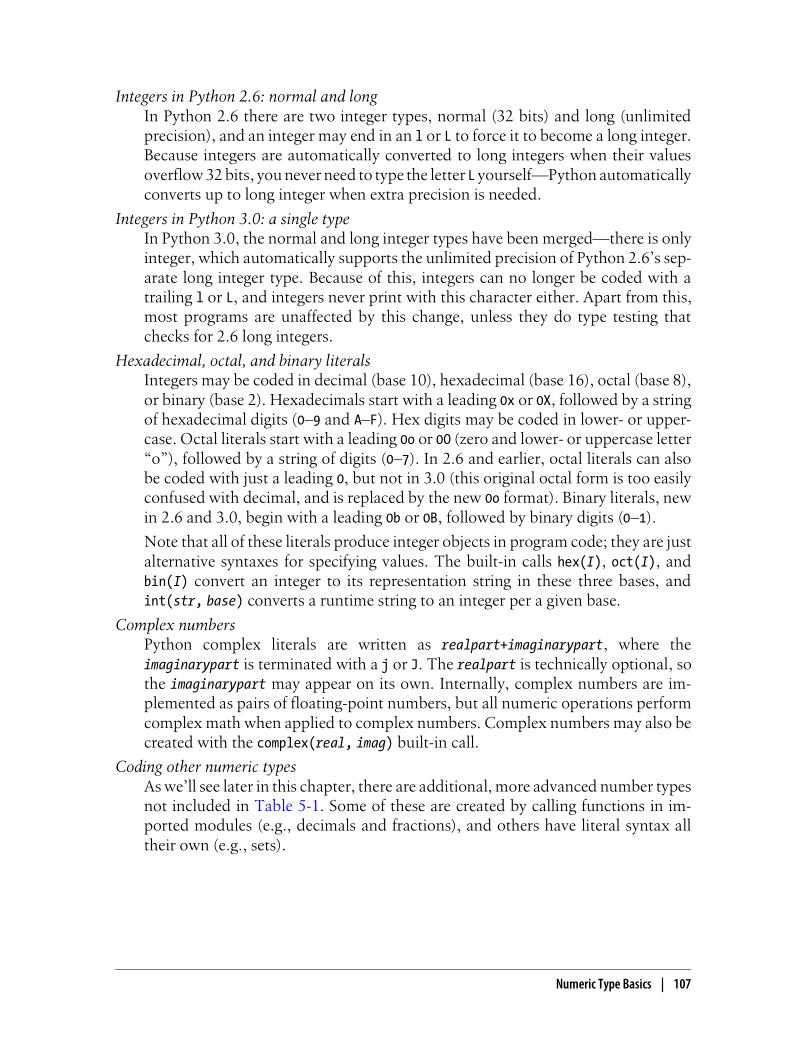 Integers in Python 2.6: normal and long
In Python 2.6 there are two integer types, normal (32 bits) and long (unlimited
precision), and an integer may end in an l or L to force it to become a long integer.
Because integers are automatically converted to long integers when their values
overflow 32 bits, you never need to type the letter L yourself—Python automatically
converts up to long integer when extra precision is needed.
Integers in Python 3.0: a single type
In Python 3.0, the normal and long integer types have been merged—there is only
integer, which automatically supports the unlimited precision of Python 2.6’s sep-
arate long integer type. Because of this, integers can no longer be coded with a
trailing l or L, and integers never print with this character either. Apart from this,
most programs are unaffected by this change, unless they do type testing that
checks for 2.6 long integers.
Hexadecimal, octal, and binary literals
Integers may be coded in decimal (base 10), hexadecimal (base 16), octal (base 8),
or binary (base 2). Hexadecimals start with a leading 0x or 0X, followed by a string
of hexadecimal digits (0–9 and A–F). Hex digits may be coded in lower- or upper-
case. Octal literals start with a leading 0o or 0O (zero and lower- or uppercase letter
“o”), followed by a string of digits (0–7). In 2.6 and earlier, octal literals can also
be coded with just a leading 0, but not in 3.0 (this original octal form is too easily
confused with decimal, and is replaced by the new 0o format). Binary literals, new
in 2.6 and 3.0, begin with a leading 0b or 0B, followed by binary digits (0–1).
Note that all of these literals produce integer objects in program code; they are just
alternative syntaxes for specifying values. The built-in calls hex(I), oct(I), and
bin(I) convert an integer to its representation string in these three bases, and
int(str, base) converts a runtime string to an integer per a given base.
Complex numbers
Python complex literals are written as realpart+imaginarypart, where the
imaginarypart is terminated with a j or J. The realpart is technically optional, so
the imaginarypart may appear on its own. Internally, complex numbers are im-
plemented as pairs of floating-point numbers, but all numeric operations perform
complex math when applied to complex numbers. Complex numbers may also be
created with the complex(real, imag) built-in call.
Coding other numeric types
As we’ll see later in this chapter, there are additional, more advanced number types
not included in Table 5-1. Some of these are created by calling functions in im-
ported modules (e.g., decimals and fractions), and others have literal syntax all
their own (e.g., sets).
Numeric Type Basics | 107